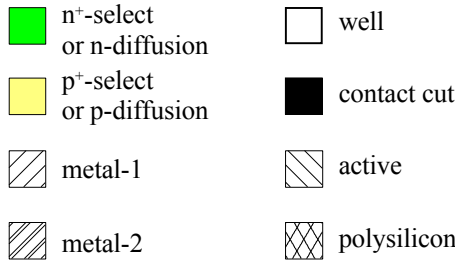 n⁺-select
or n-diffusion
p⁺-select
or p-diffusion
metal-1
metal-2
well
contact cut
active
polysilicon